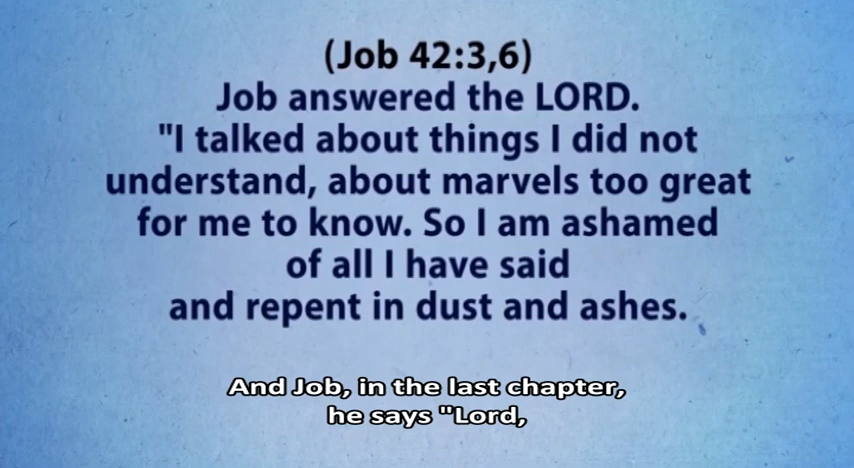 (Job 42:3,6)
Job answered the LORD.
"I talked about things I did not
understand, about marvels too great
for me to know. So I am ashamed
of all I have said
and repent in dust and ashes.
And Job, in the last chapter,
he says "Lord,